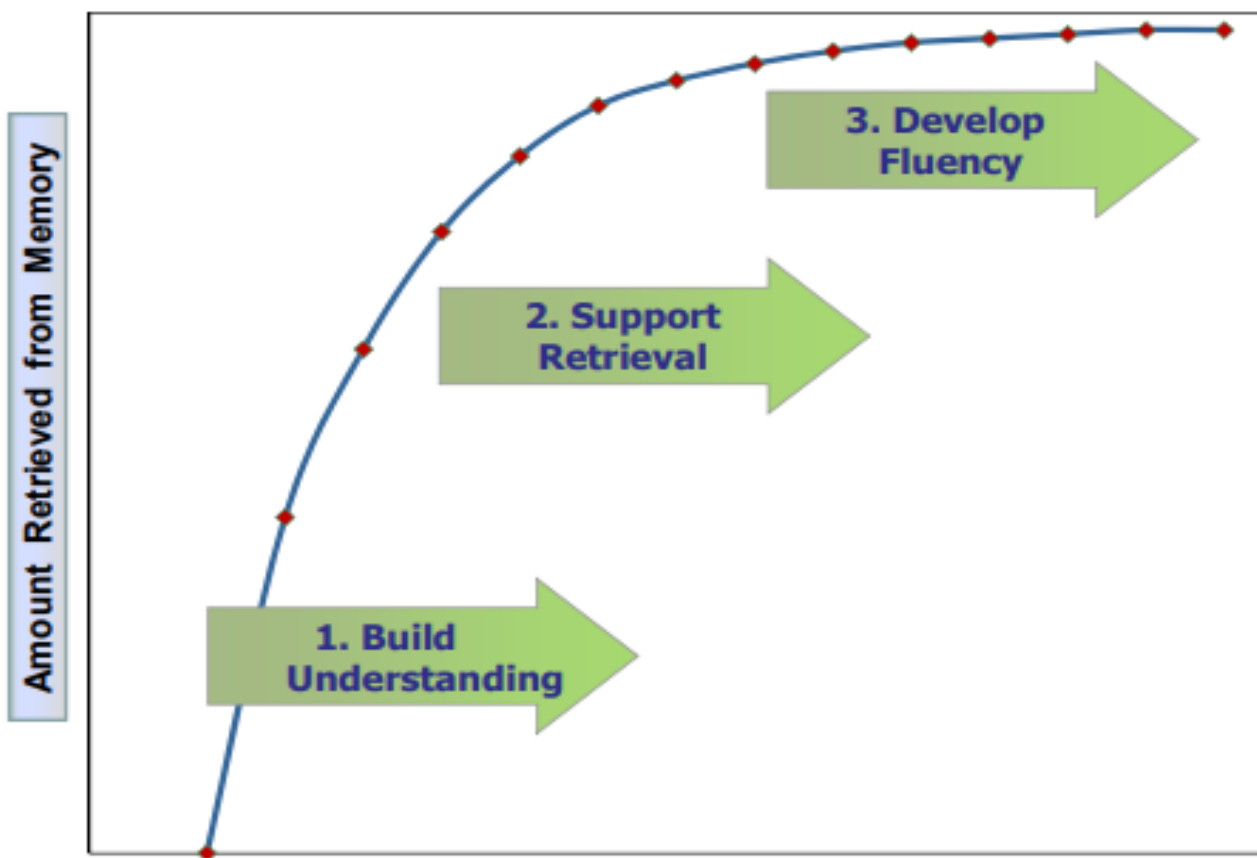 Amount Retrieved from Memory
3. Develop
Fluency
2. Support
Retrieval
1. Build
Understanding